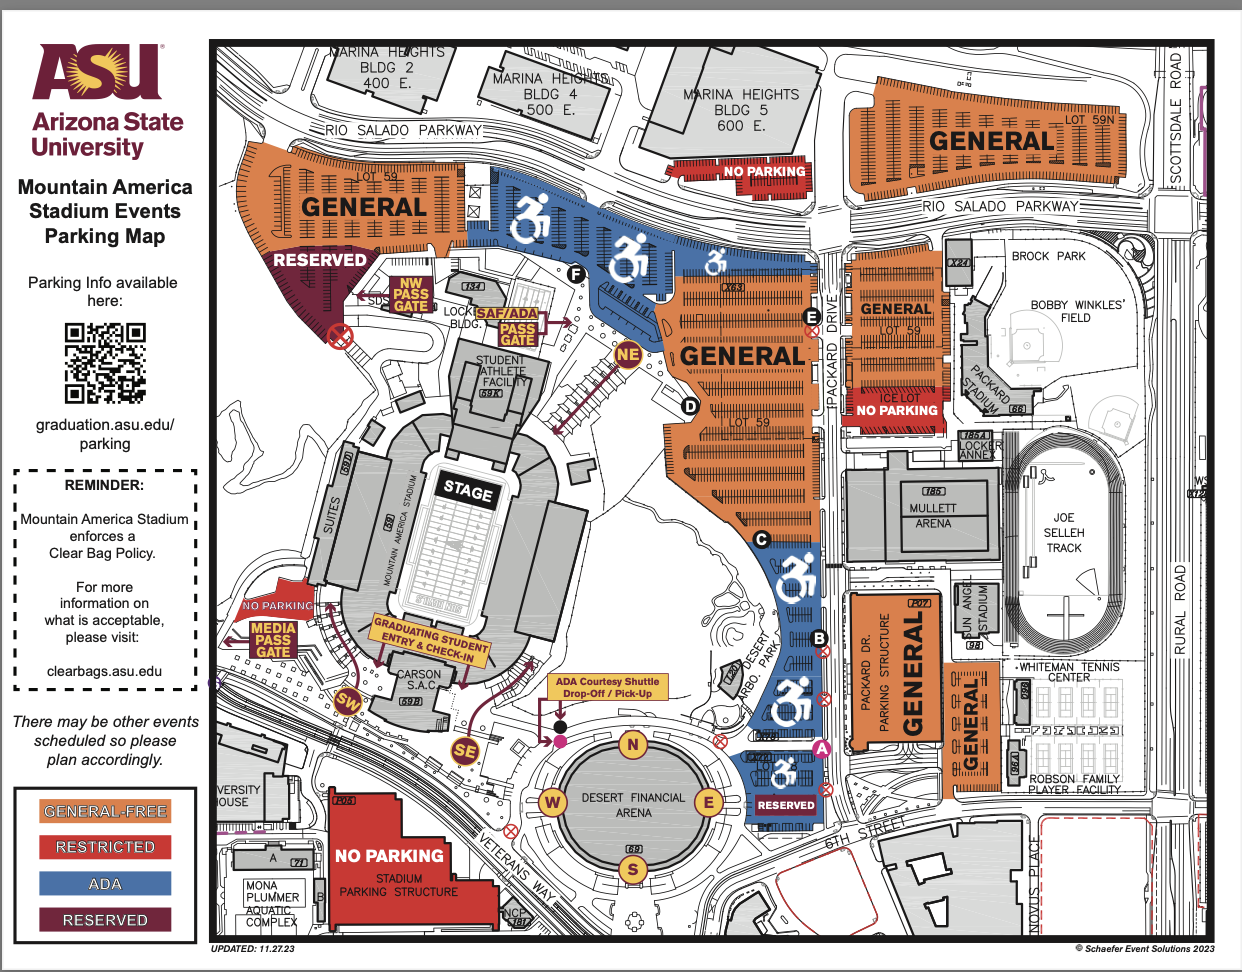 ASU
Arizona State
University
Mountain America
Stadium Events
Parking Map
Parking Info available
here:
graduation.asu.edu/
parking
REMINDER:
Mountain America Stadium
enforces a
Clear Bag Policy.
For more
information on
what is acceptable,
please visit:
clearbags.asu.edu
There may be other events
scheduled so please
plan accordingly.
GENERAL-FREE
RESTRICTED
ADA
RESERVED
MARINA HEIGHTS
BLDG 2
400 E.
MARINA HEIGHTS
BLDG 4
500 E.
MARINA HEIGHTS
BLDG 5
600 E.
RIO SALADO PARKWAY
NO PARKING
LOT 59N
GENERAL
SCOTTSDALE ROAD
RIO SALADO PARKWAY
LOT 59
GENERAL
RESERVED
NW
PASS
GATE
SDS
134
LOCKE
BLDG.
SAF/ADA
PASS
GATE
F
NE
E
D
GENERAL
LOT 59
PACKARD DRIVE
GENERAL
LOT 59
ICE LOT
NO PARKING
BROCK PARK
BOBBY WINKLES'
FIELD
PACKARD
STADIUM
66
STUDENT
ATHLETE
FACILITY
59K
59J
SUITES
59
MOUNTAIN AMERICA STADIUM
STAGE
C
185A
LOCKER
ANNEX
185
MULLETT
ARENA
JOE
SELLEH
TRACK
RURAL ROAD
NO PARKING
MEDIA
PASS
GATE
GRADUATING STUDENT
ENTRY & CHECK-IN
CARSON
S.A.C.
59B
SW
SE
ADA Courtesy Shuttle
Drop-Off / Pick-Up
DESERT
ARBO.
PARK
B
A
PACKARD DR.
PARKING STRUCTURE
P07
GENERAL
SUN ANGEL
STADIUM
98
GENERAL
WHITEMAN TENNIS
CENTER
ROBSON FAMILY
PLAYER FACILITY
RESERVED
6TH STREET
N
W
E
S
DESERT FINANCIAL
ARENA
69
VETERANS WAY
VERSITY
HOUSE
A
71
MONA
PLUMMER
AQUATIC
COMPLEX
B
NO PARKING
STADIUM
PARKING STRUCTURE
NCP
NOVUS PLACE
UPDATED: 11.27.23
© Schaefer Event Solutions 2023